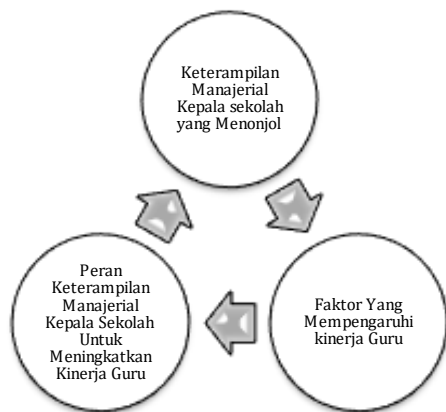 Keterampilan
Manajerial
Kepala sekolah
yang Menonjol
Faktor Yang
Mempengaruhi
kinerja Guru
Peran
Keterampilan
Manajerial
Kepala Sekolah
Untuk
Meningkatkan
Kinerja Guru